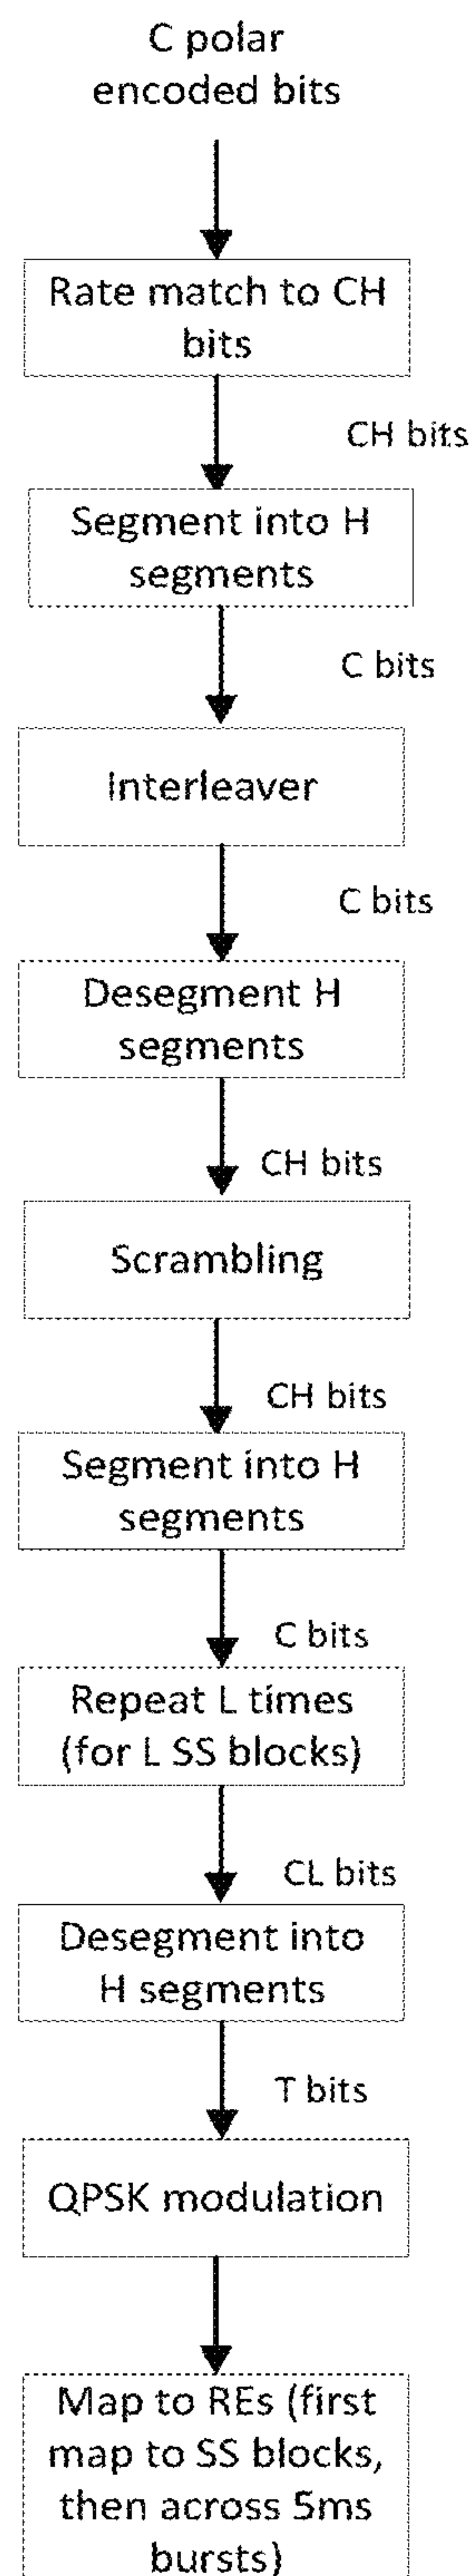 C polar
encoded bits
Rate match to CH
bits
CH bits
Segment into H
segments
C bits
Interleaver
C bits
Desegment H
segments
CH bits
Scrambling
CH bits
Segment into H
segments
C bits
Repeat L times
(for L SS blocks)
CL bits
Desegment into
H segments
T bits
QPSK modulation
Map to REs (first
map to SS blocks,
then across 5ms
bursts)